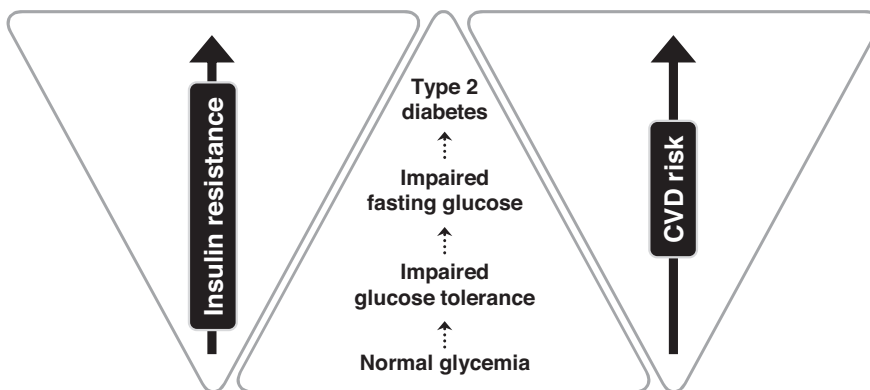 Insulin resistance
Type 2
diabetes
Impaired
fasting glucose
Impaired
glucose tolerance
Normal glycemia
CVD risk